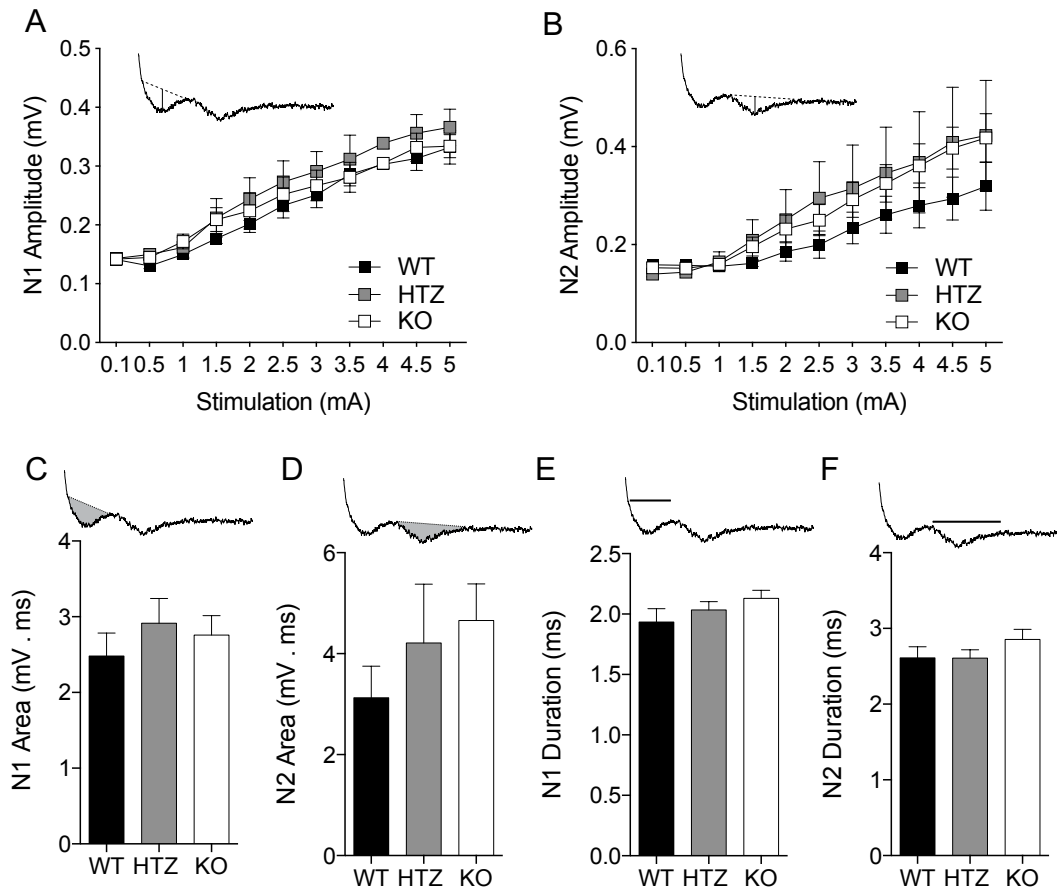 A
N1 Amplitude (mV)
0.5
0.4
0.3
0.2
0.1
0.0
WT
HTZ
KO
0.1 0.5 1 1.5 2 2.5 3 3.5 4 4.5 5
Stimulation (mA)
B
N2 Amplitude (mV)
0.6
0.4
0.2
0.0
WT
HTZ
KO
0.1 0.5 1 1.5 2 2.5 3 3.5 4 4.5 5
Stimulation (mA)
C
N1 Area (mV . ms)
4
3
2
1
0
WT HTZ KO
D
N2 Area (mV . ms)
6
4
2
0
WT HTZ KO
E
N1 Duration (ms)
2.5
2.0
1.5
1.0
0.5
0.0
WT HTZ KO
F
N2 Duration (ms)
4
3
2
1
0
WT HTZ KO